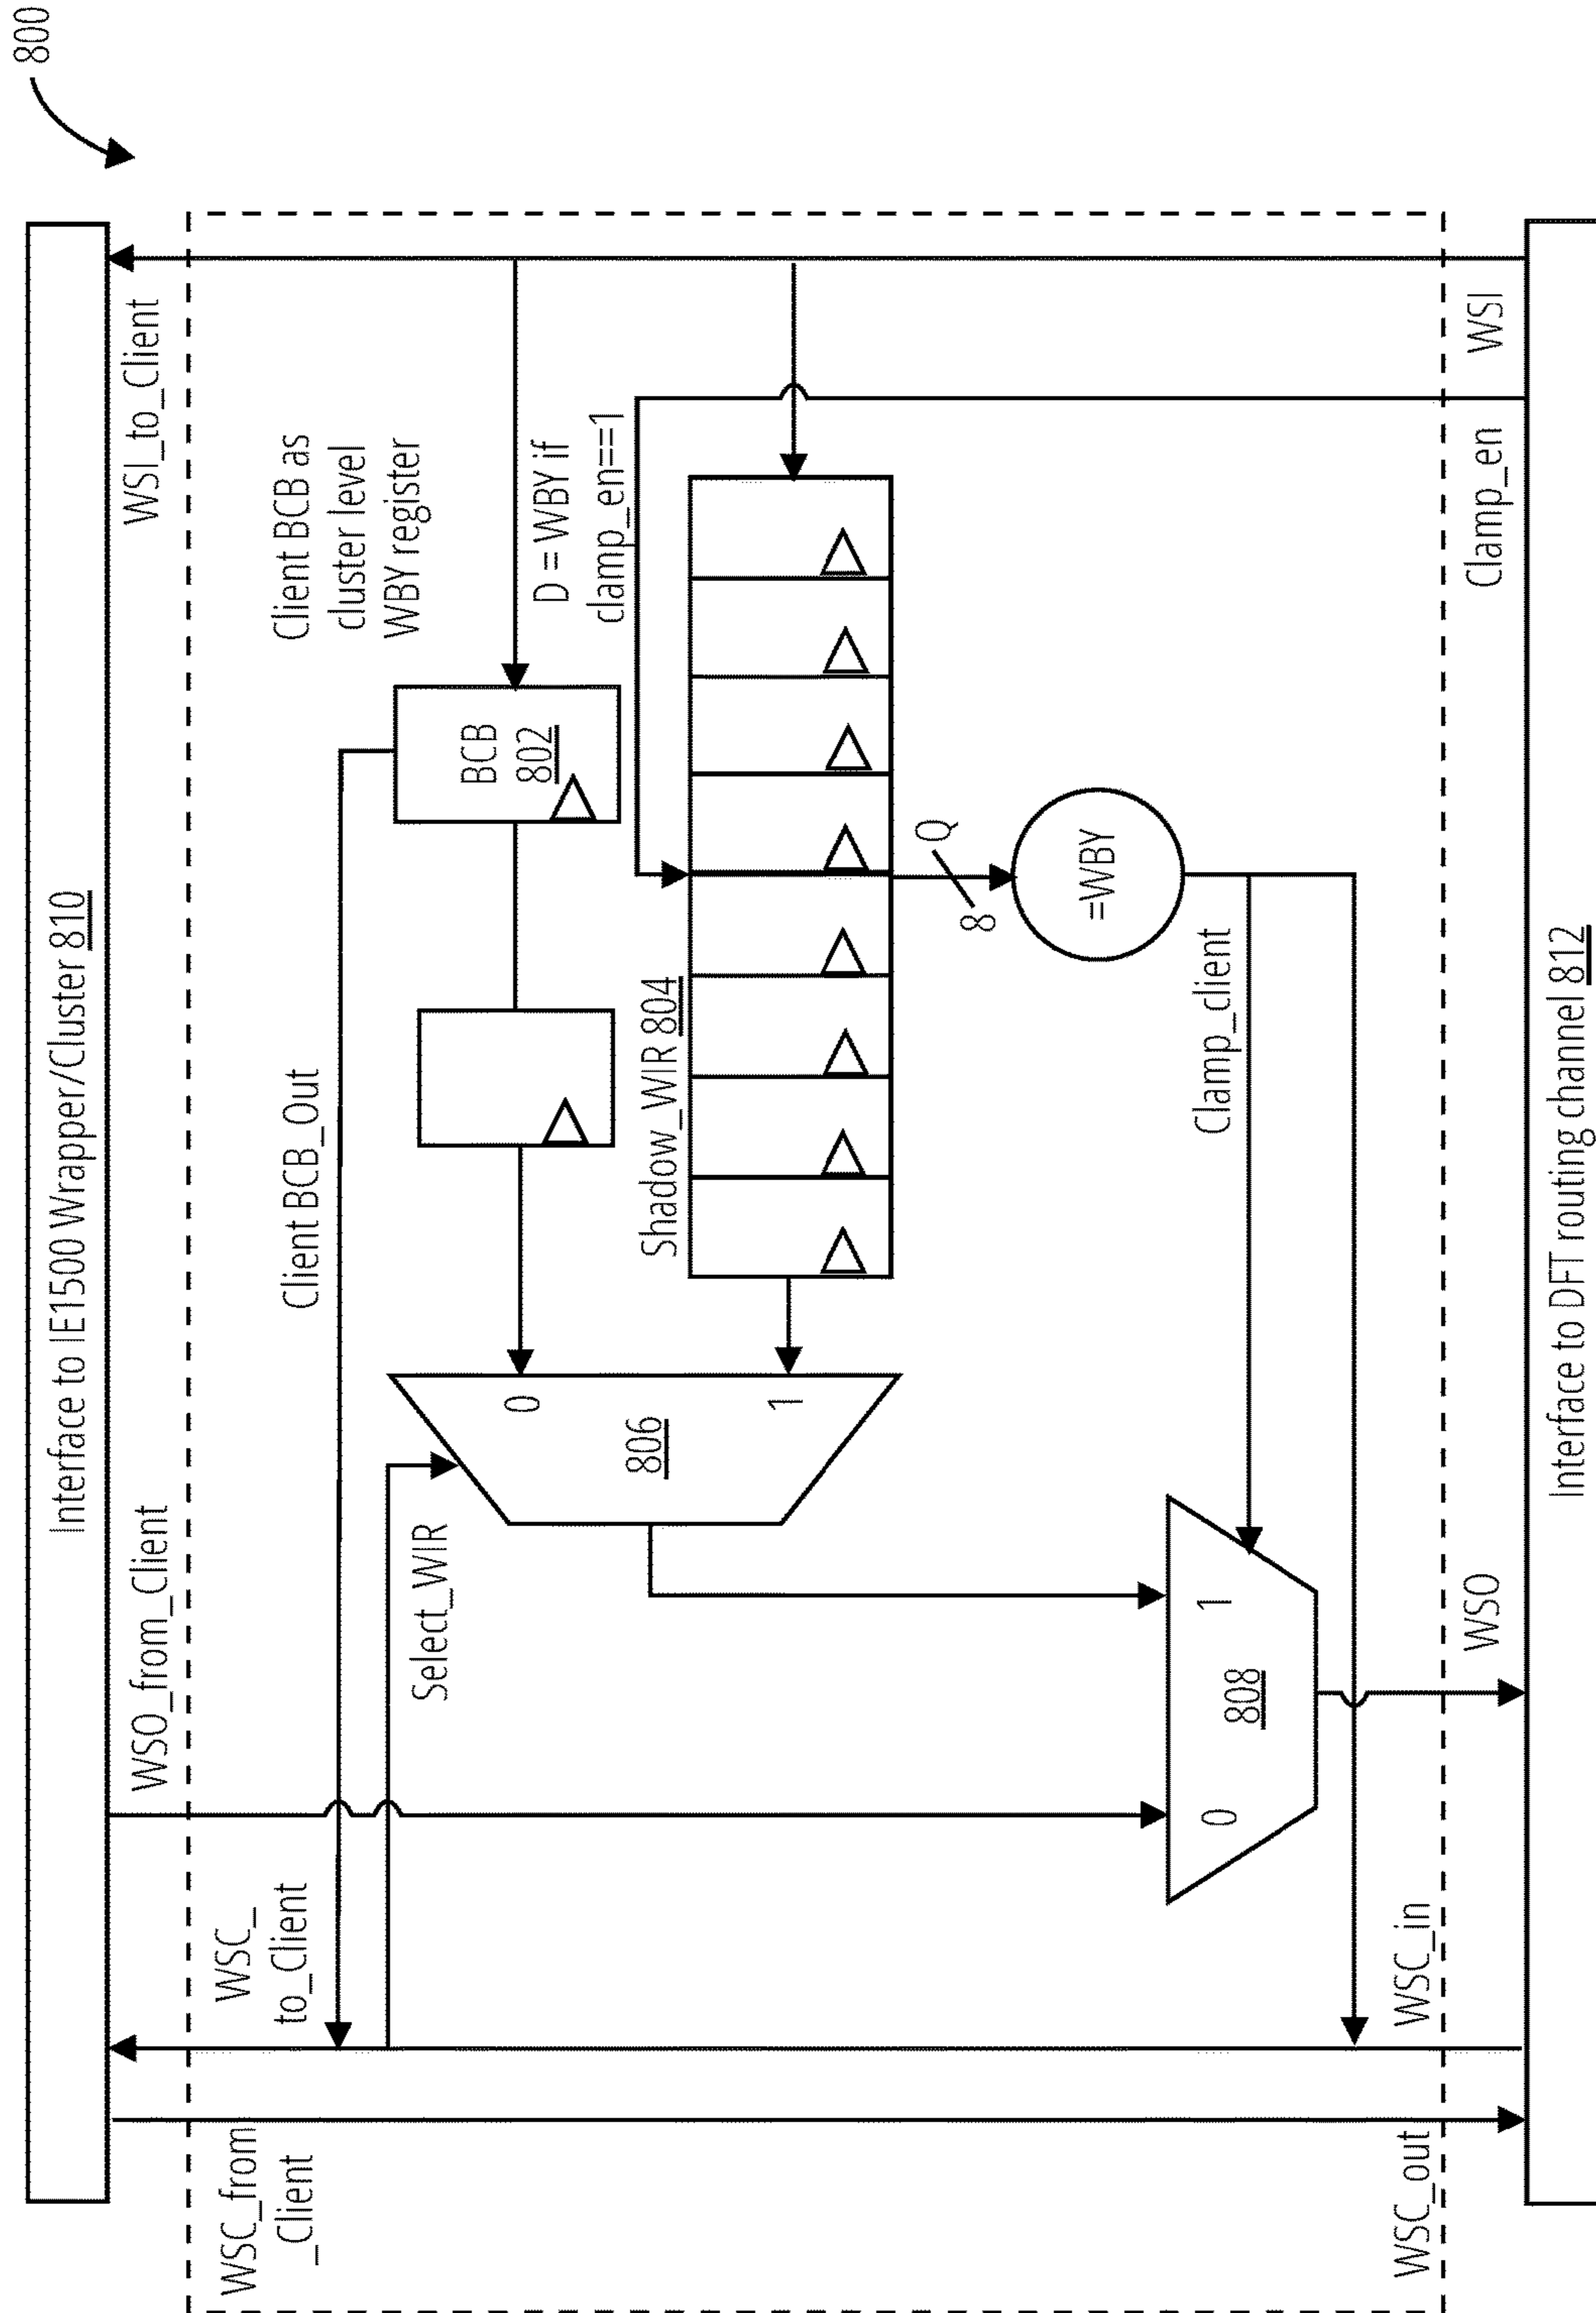 800
Interface to IE1500 Wrapper/Cluster 810
WSC_from
_Client
WSC_
to_Client
WSO_from_Client
WSI_to_Client
Client BCB_Out
Client BCB as
cluster level
WBY register
Select_WIR
BCB
802
D = WBY if
clamp_en==1
0
806
1
Shadow_WIR 804
Q
8
=WBY
Clamp_client
0
808
1
WSC_out
WSC_in
WSO
Clamp_en
WSI
Interface to DFT routing channel 812